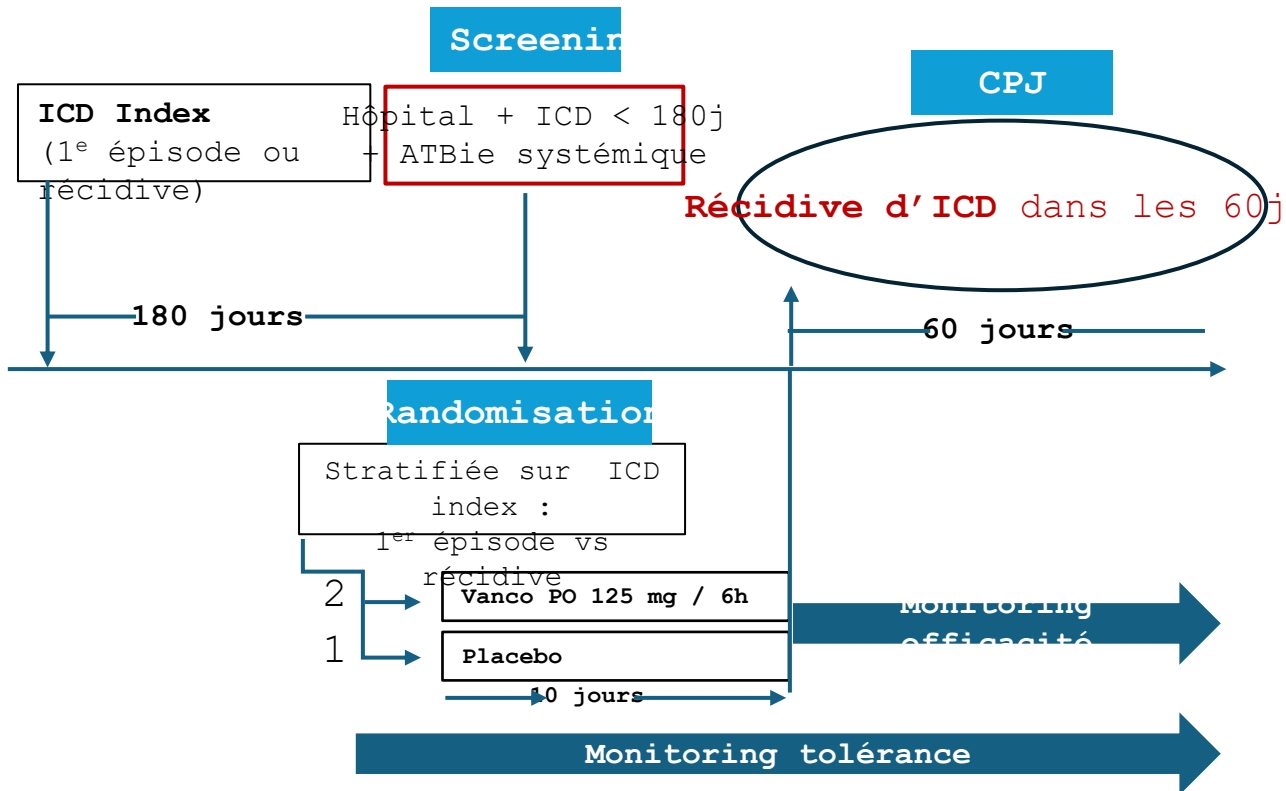 Screenin
CPJ
ICD Index
(1e épisode ou
récidive)
Hôpital + ICD < 180j
+ ATBie systémique
Récidive d'ICD dans les 60j
180 jours
60 jours
Randomisation
Stratifiée sur ICD
index :
1er épisode vs
récidive
2
Vanco PO 125 mg / 6h
1
Placebo
10 jours
Monitoring
efficacité
Monitoring tolérance